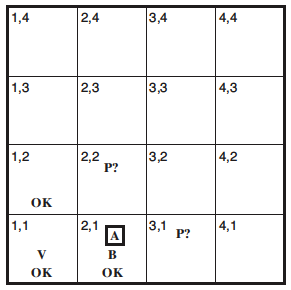 1,4 2,4 3,4 4,4
1,3 2,3 3,3 4,3
1,2 2,2 3,2 4,2
P?
OK
1,1 2,1 3,1 4,1
A P?
V B
OK OK